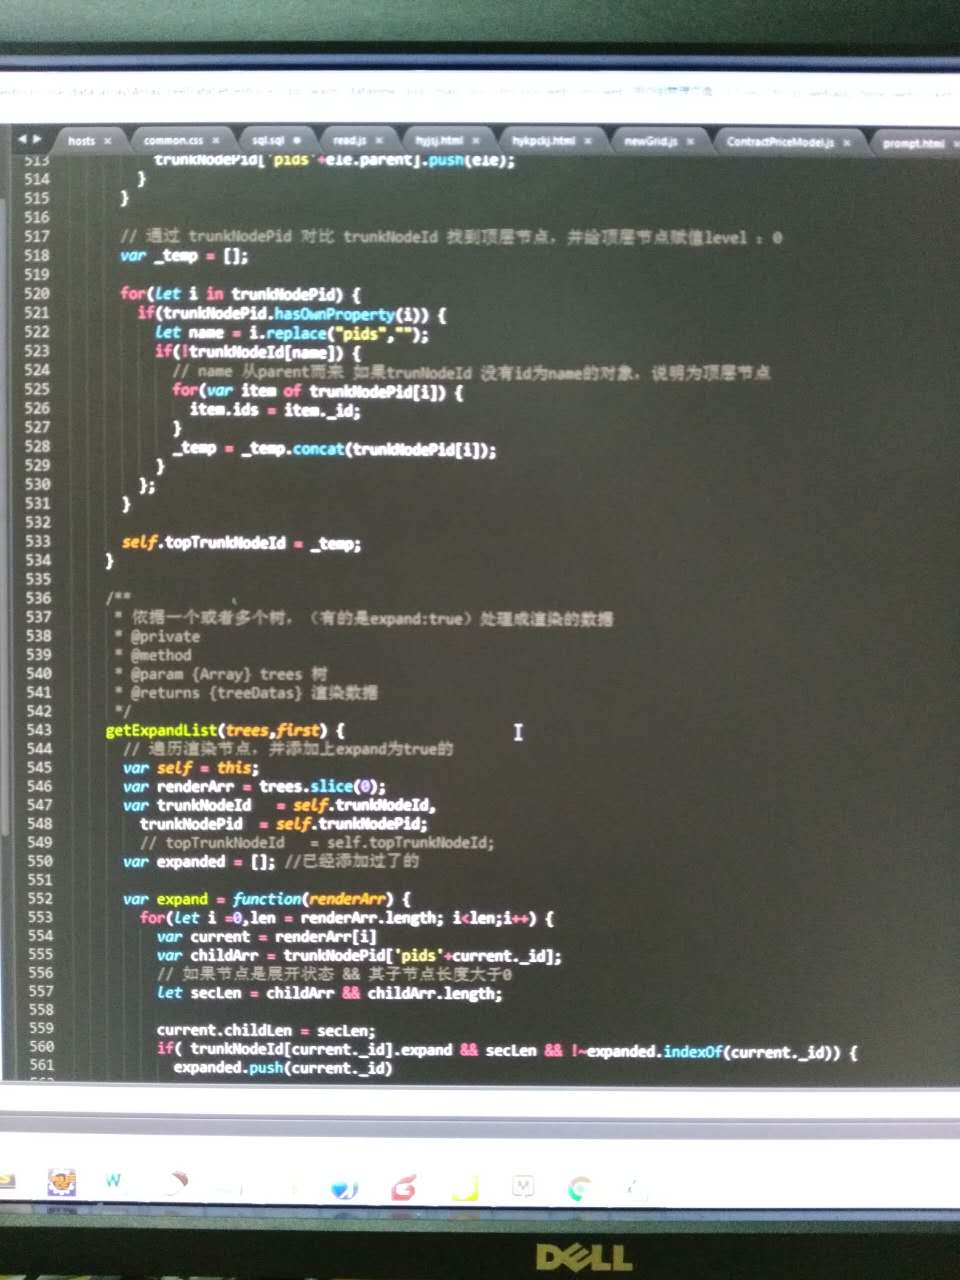 hosts × common.css × sql.sql read.js × hyjsj.html × hykpckj.html × newGrid.js × ContractPriceModel.js × prompt.html ×
513 trunkNodePid['pids'+ele.parent].push(ele);
514 }
515 }
516
517 // 通过 trunkNodePid 对比 trunkNodeId 找到顶层节点，并给顶层节点赋值level : 0
518 var _temp = [];
519
520 for(let i in trunkNodePid) {
521 if(trunkNodePid.hasOwnProperty(i)) {
522 let name = i.replace("pids","");
523 if(!trunkNodeId[name]) {
524 // name 从parent而来 如果trunNodeId 没有id为name的对象，说明为顶层节点
525 for(var item of trunkNodePid[i]) {
526 item.ids = item._id;
527 }
528 _temp = _temp.concat(trunkNodePid[i]);
529 }
530 };
531 }
532
533 self.topTrunkNodeId = _temp;
534 }
535
536 /**
537 * 依据一个或者多个树，（有的是expand:true）处理成渲染的数据
538 * @private
539 * @method
540 * @param {Array} trees 树
541 * @returns {treeDatas} 渲染数据
542 */
543 getExpandList(trees,first) {
544 // 遍历渲染节点，并添加上expand为true的
545 var self = this;
546 var renderArr = trees.slice(0);
547 var trunkNodeId = self.trunkNodeId,
548 trunkNodePid = self.trunkNodePid;
549 // topTrunkNodeId = self.topTrunkNodeId;
550 var expanded = []; //已经添加过了的
551
552 var expand = function(renderArr) {
553 for(let i =0,len = renderArr.length; i<len;i++) {
554 var current = renderArr[i]
555 var childArr = trunkNodePid['pids'+current._id];
556 // 如果节点是展开状态 && 其子节点长度大于0
557 let secLen = childArr && childArr.length;
558
559 current.childLen = secLen;
560 if( trunkNodeId[current._id].expand && secLen && !~expanded.indexOf(current._id)) {
561 expanded.push(current._id)
DELL